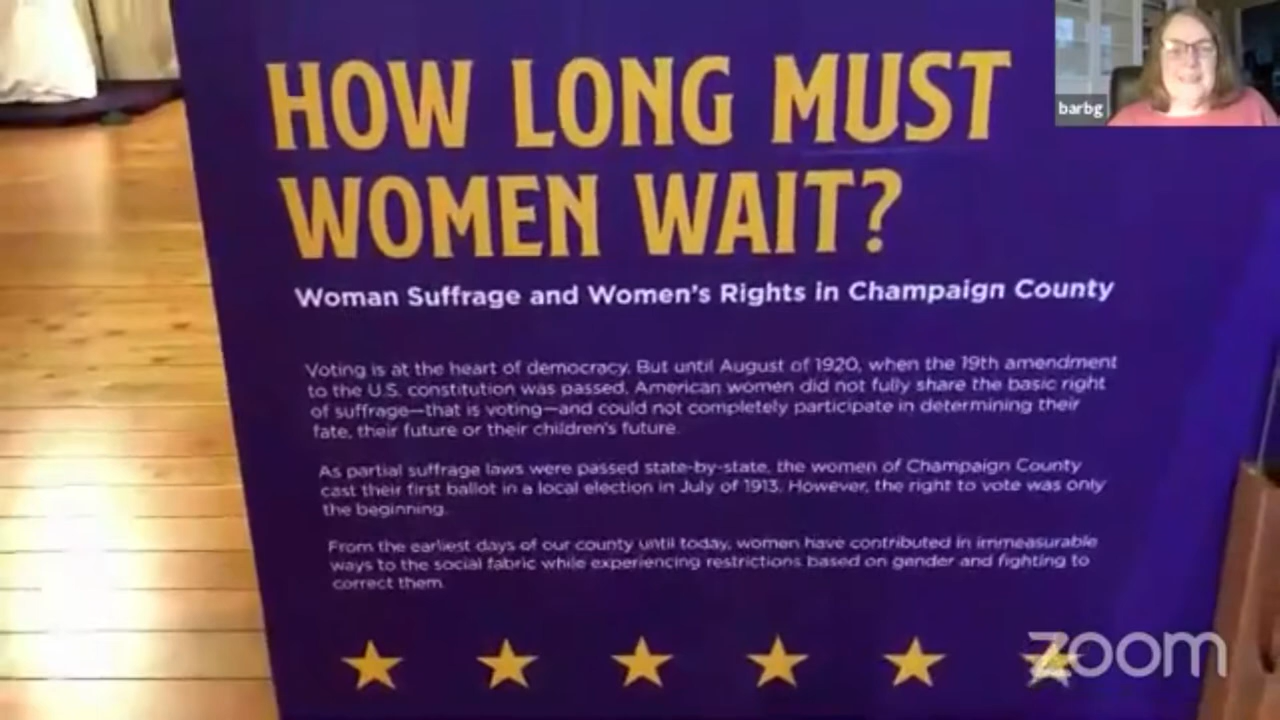 HOW LONG MUST
WOMEN WAIT?
Woman Suffrage and Women's Rights in Champaign County
Voting is at the heart of democracy. But until August of 1920, when the 19th amendment
to the U.S. constitution was passed, American women did not fully share the basic right
of suffrage—that is voting—and could not completely participate in determining their
fate, their future or their children's future.
As partial suffrage laws were passed state-by-state, the women of Champaign County
cast their first ballot in a local election in July of 1913. However, the right to vote was only
the beginning.
From the earliest days of our county until today, women have contributed in immeasurable
ways to the social fabric while experiencing restrictions based on gender and fighting to
correct them.
barbg
zoom